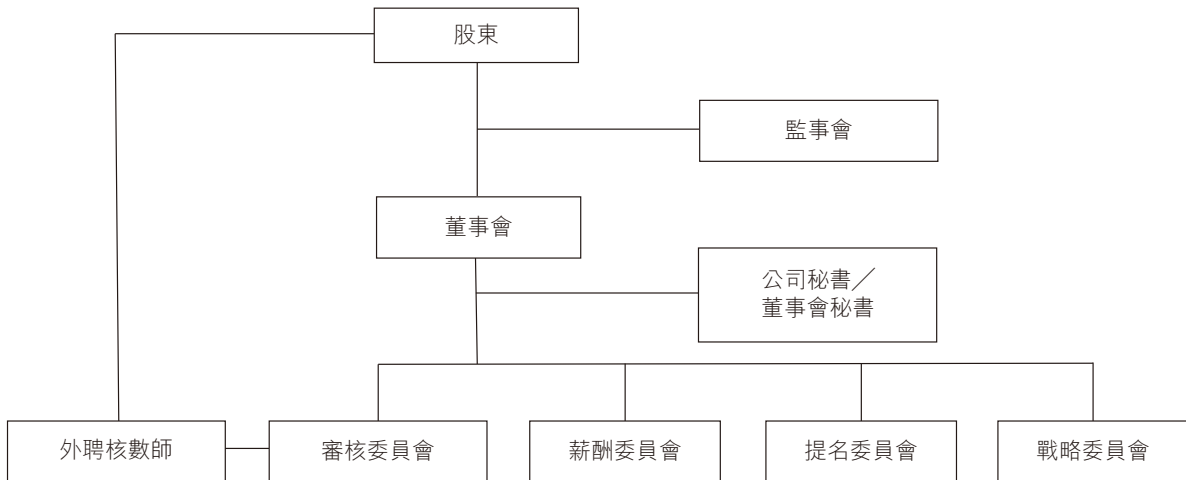 股東
監事會
董事會
公司秘書／
董事會秘書
外聘核數師
審核委員會
薪酬委員會
提名委員會
戰略委員會